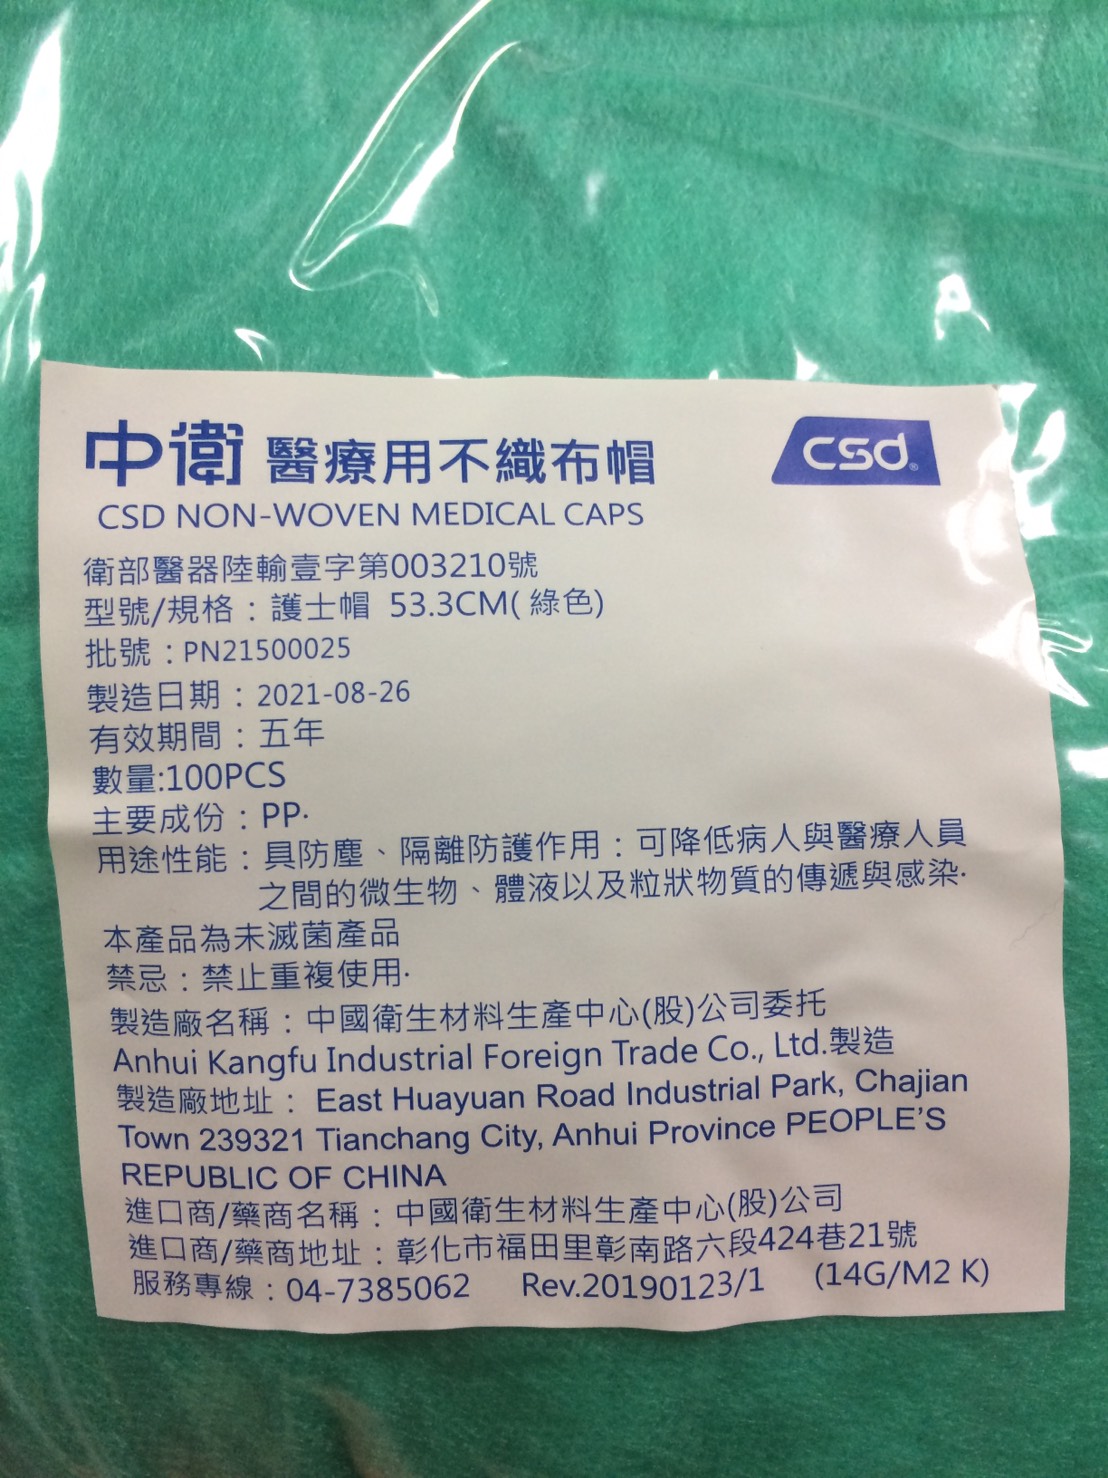 中衛 醫療用不織布帽
csd®
CSD NON-WOVEN MEDICAL CAPS
衛部醫器陸輸壹字第003210號
型號/規格：護士帽 53.3CM(綠色)
批號：PN21500025
製造日期：2021-08-26
有效期間：五年
數量:100PCS
主要成份：PP.
用途性能：具防塵、隔離防護作用：可降低病人與醫療人員
之間的微生物、體液以及粒狀物質的傳遞與感染.
本產品為未滅菌產品
禁忌：禁止重複使用.
製造廠名稱：中國衛生材料生產中心(股)公司委托
Anhui Kangfu Industrial Foreign Trade Co., Ltd.製造
製造廠地址：East Huayuan Road Industrial Park, Chajian
Town 239321 Tianchang City, Anhui Province PEOPLE'S
REPUBLIC OF CHINA
進口商/藥商名稱：中國衛生材料生產中心(股)公司
進口商/藥商地址：彰化市福田里彰南路六段424巷21號
服務專線：04-7385062 Rev.20190123/1 (14G/M2 K)